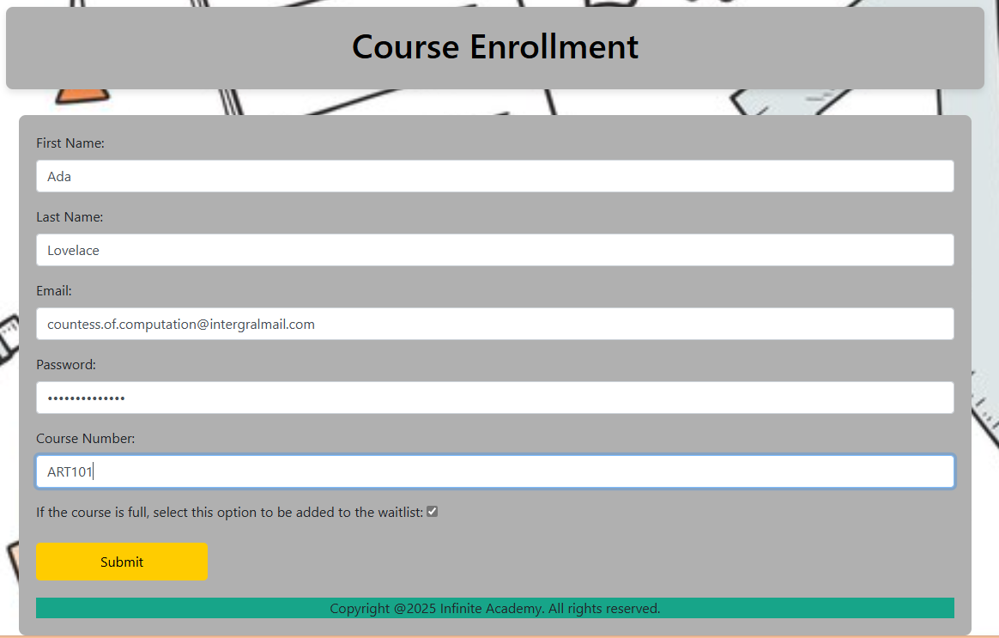 Course Enrollment
First Name:
Ada
Last Name:
Lovelace
Email:
countess.of.computation@intergralmail.com
Password:
••••••••••••••
Course Number:
ART101
If the course is full, select this option to be added to the waitlist:
Submit
Copyright @2025 Infinite Academy. All rights reserved.